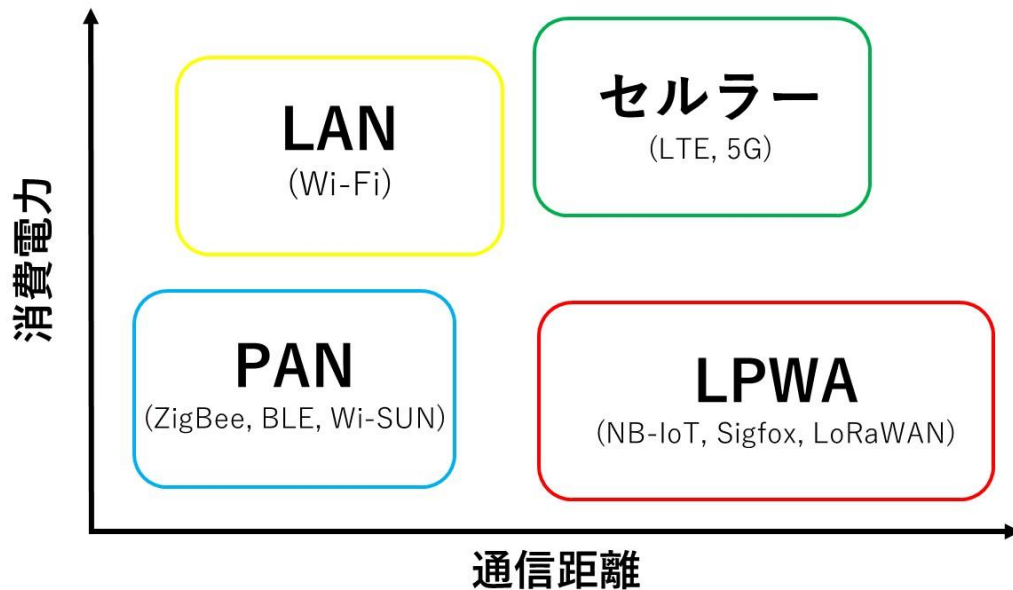 消費電力
LAN
(Wi-Fi)
セルラー
(LTE, 5G)
PAN
(ZigBee, BLE, Wi-SUN)
LPWA
(NB-IoT, Sigfox, LoRaWAN)
通信距離